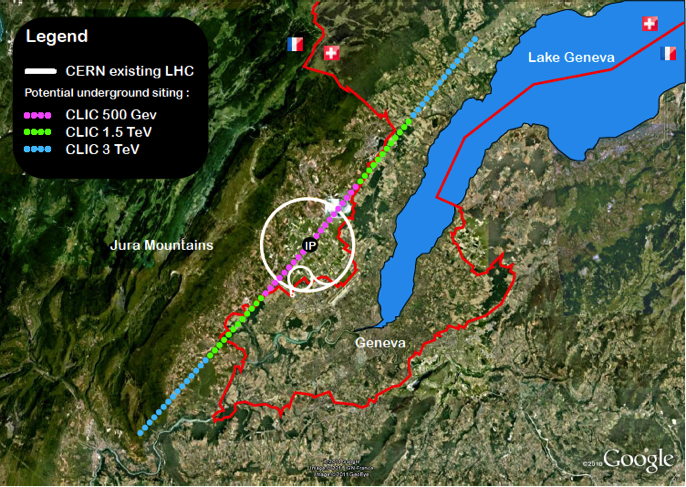 Legend
CERN existing LHC
Potential underground siting :
CLIC 500 Gev
CLIC 1.5 TeV
CLIC 3 TeV
Lake Geneva
Jura Mountains
IP
Geneva
©2010 Google